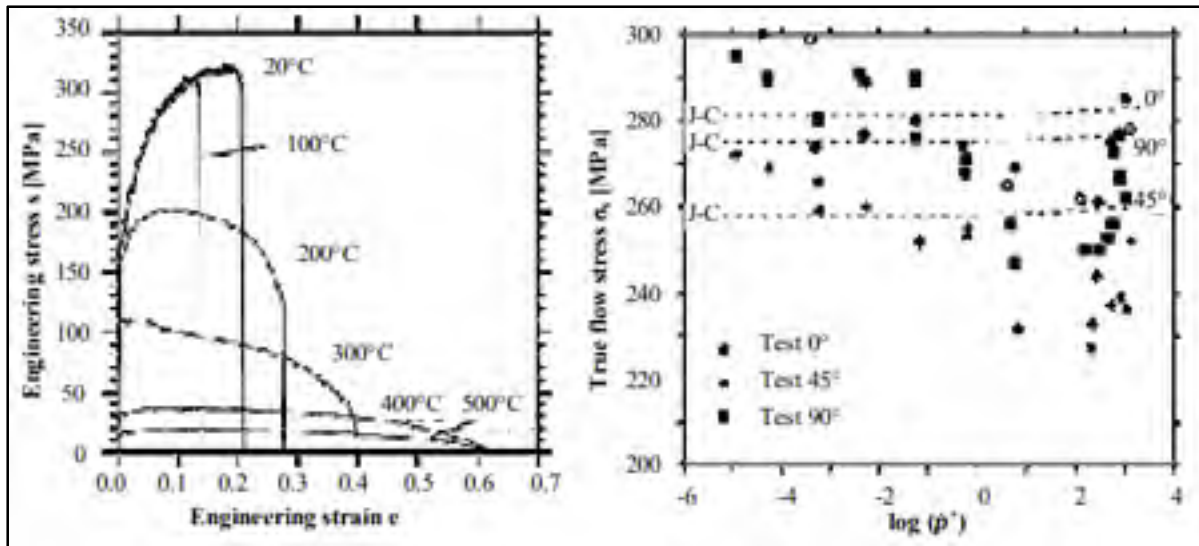 350
300
250
200
150
100
50
0
Engineering stress s [MPa]
20°C
100°C
200°C
300°C
400°C
500°C
0.0 0.1 0.2 0.3 0.4 0.5 0.6 0.7
Engineering strain e
300
280
260
240
220
200
True flow stress σ [MPa]
J-C
J-C
J-C
0°
90°
45°
Test 0°
Test 45°
Test 90°
-6 -4 -2 0 2 4
log (ṗ*)